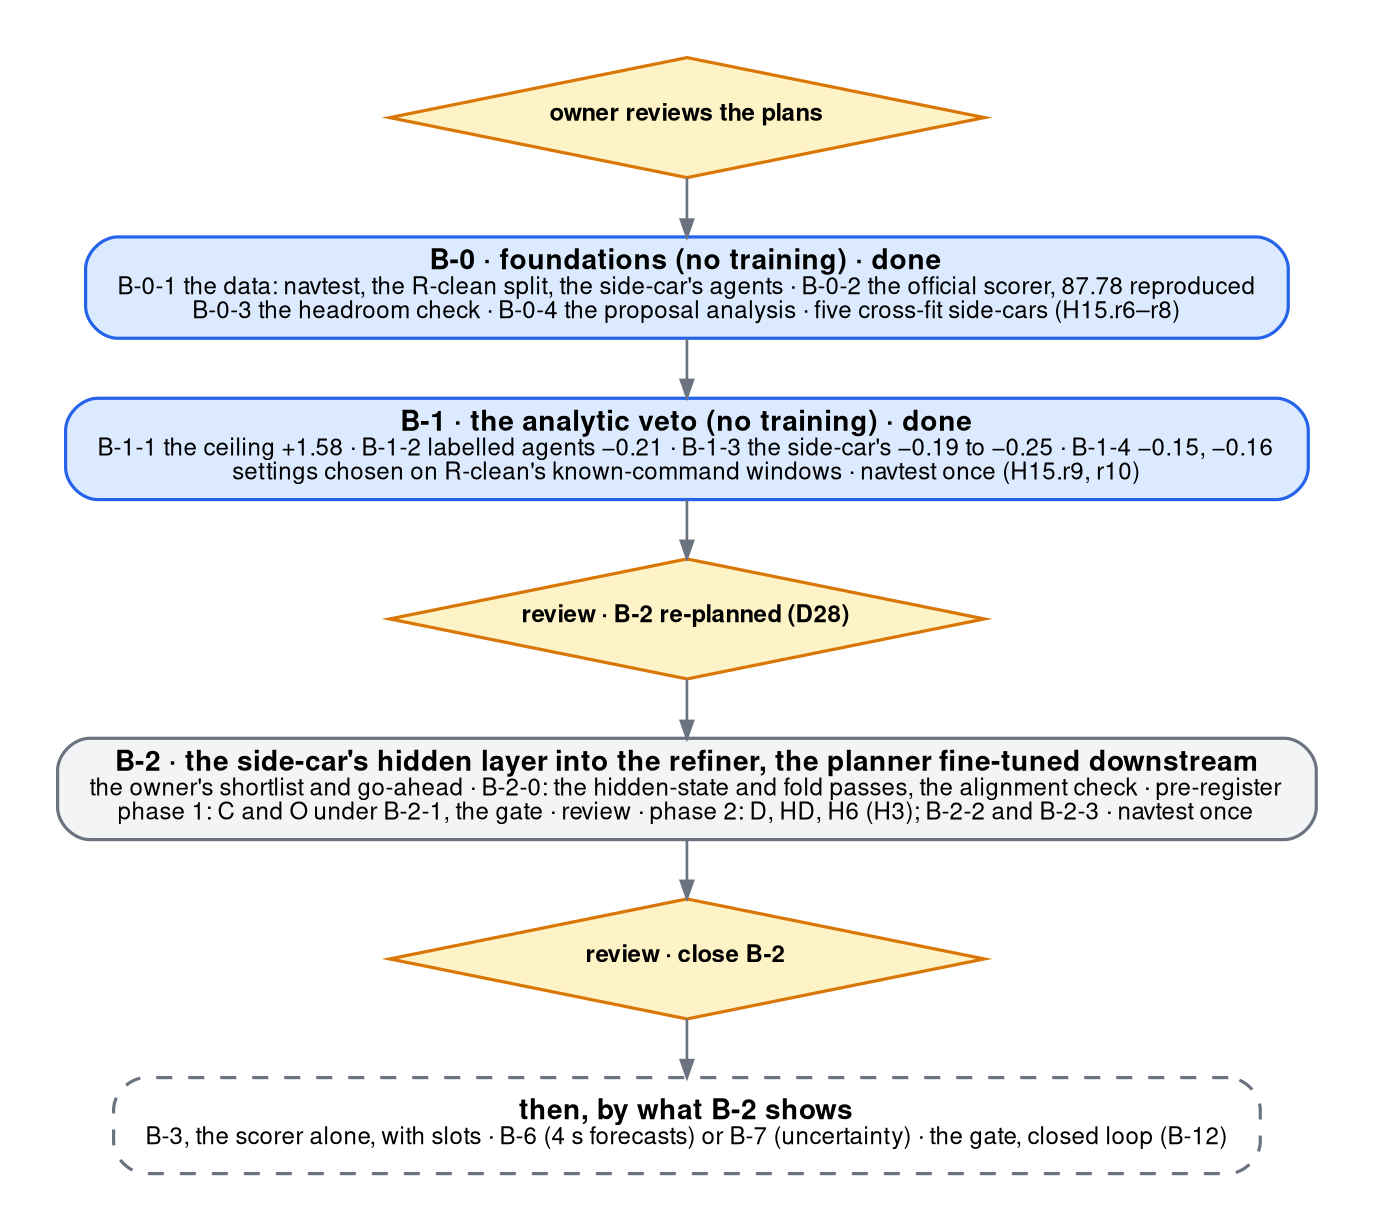 owner reviews the plans
B-0 · foundations (no training) · done
B-0-1 the data: navtest, the R-clean split, the side-car's agents · B-0-2 the official scorer, 87.78 reproduced
B-0-3 the headroom check · B-0-4 the proposal analysis · five cross-fit side-cars (H15.r6–r8)
B-1 · the analytic veto (no training) · done
B-1-1 the ceiling +1.58 · B-1-2 labelled agents −0.21 · B-1-3 the side-car's −0.19 to −0.25 · B-1-4 −0.15, −0.16
settings chosen on R-clean's known-command windows · navtest once (H15.r9, r10)
review · B-2 re-planned (D28)
B-2 · the side-car's hidden layer into the refiner, the planner fine-tuned downstream
the owner's shortlist and go-ahead · B-2-0: the hidden-state and fold passes, the alignment check · pre-register
phase 1: C and O under B-2-1, the gate · review · phase 2: D, HD, H6 (H3); B-2-2 and B-2-3 · navtest once
review · close B-2
then, by what B-2 shows
B-3, the scorer alone, with slots · B-6 (4 s forecasts) or B-7 (uncertainty) · the gate, closed loop (B-12)